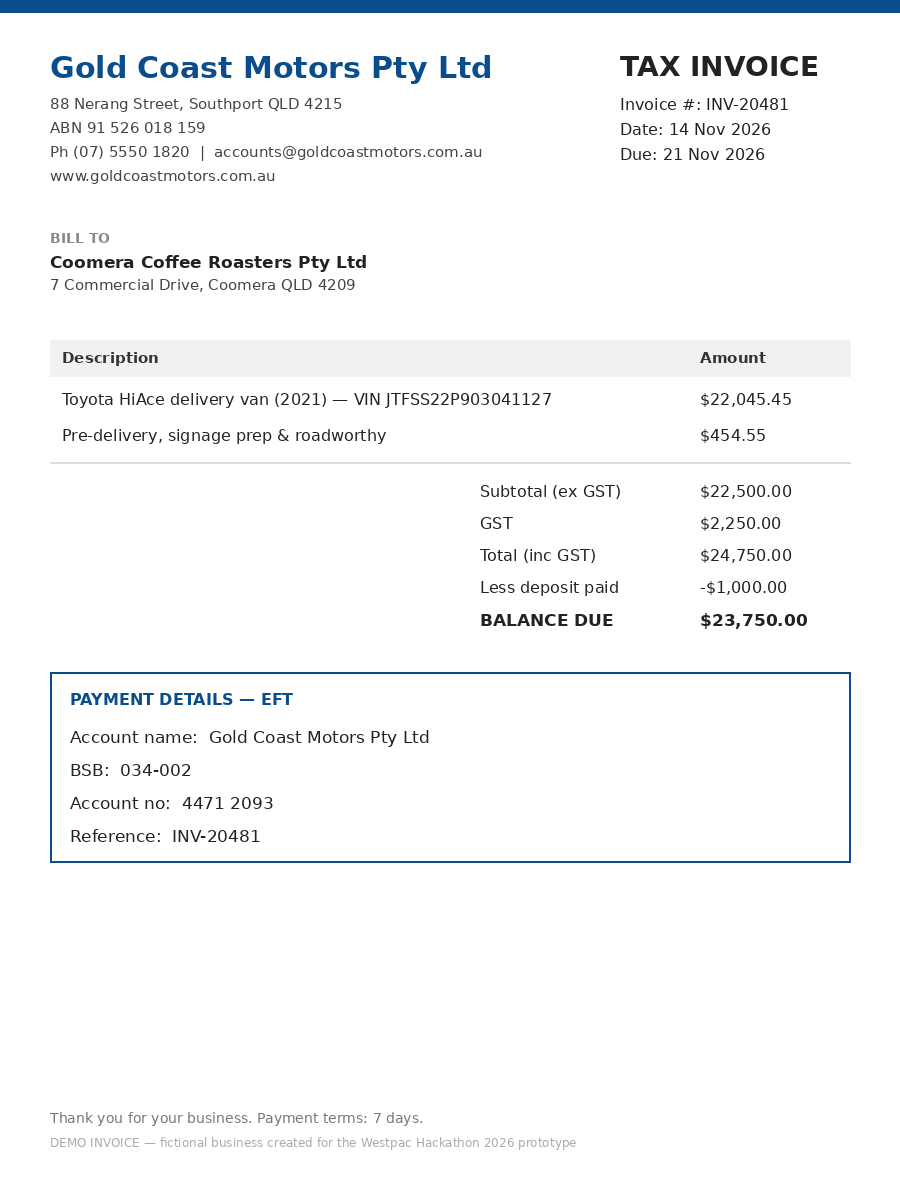 Gold Coast Motors Pty Ltd
TAX INVOICE
88 Nerang Street, Southport QLD 4215
ABN 91 526 018 159
Ph (07) 5550 1820 | accounts@goldcoastmotors.com.au
www.goldcoastmotors.com.au
Invoice #: INV-20481
Date: 14 Nov 2026
Due: 21 Nov 2026
BILL TO
Coomera Coffee Roasters Pty Ltd
7 Commercial Drive, Coomera QLD 4209
Description Amount
Toyota HiAce delivery van (2021) — VIN JTFSS22P903041127 $22,045.45
Pre-delivery, signage prep & roadworthy $454.55
Subtotal (ex GST) $22,500.00
GST $2,250.00
Total (inc GST) $24,750.00
Less deposit paid -$1,000.00
BALANCE DUE $23,750.00
PAYMENT DETAILS — EFT
Account name: Gold Coast Motors Pty Ltd
BSB: 034-002
Account no: 4471 2093
Reference: INV-20481
Thank you for your business. Payment terms: 7 days.
DEMO INVOICE — fictional business created for the Westpac Hackathon 2026 prototype